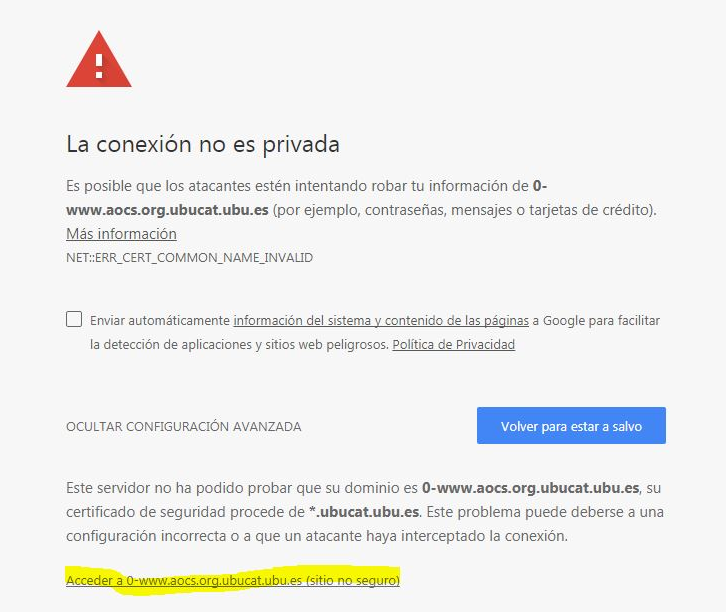 La conexión no es privada
Es posible que los atacantes estén intentando robar tu información de 0-
www.aocs.org.ubucat.ubu.es (por ejemplo, contraseñas, mensajes o tarjetas de crédito).
Más información
NET::ERR_CERT_COMMON_NAME_INVALID
Enviar automáticamente información del sistema y contenido de las páginas a Google para facilitar
la detección de aplicaciones y sitios web peligrosos. Política de Privacidad
OCULTAR CONFIGURACIÓN AVANZADA
Volver para estar a salvo
Este servidor no ha podido probar que su dominio es 0-www.aocs.org.ubucat.ubu.es, su
certificado de seguridad procede de *.ubucat.ubu.es. Este problema puede deberse a una
configuración incorrecta o a que un atacante haya interceptado la conexión.
Acceder a 0-www.aocs.org.ubucat.ubu.es (sitio no seguro)